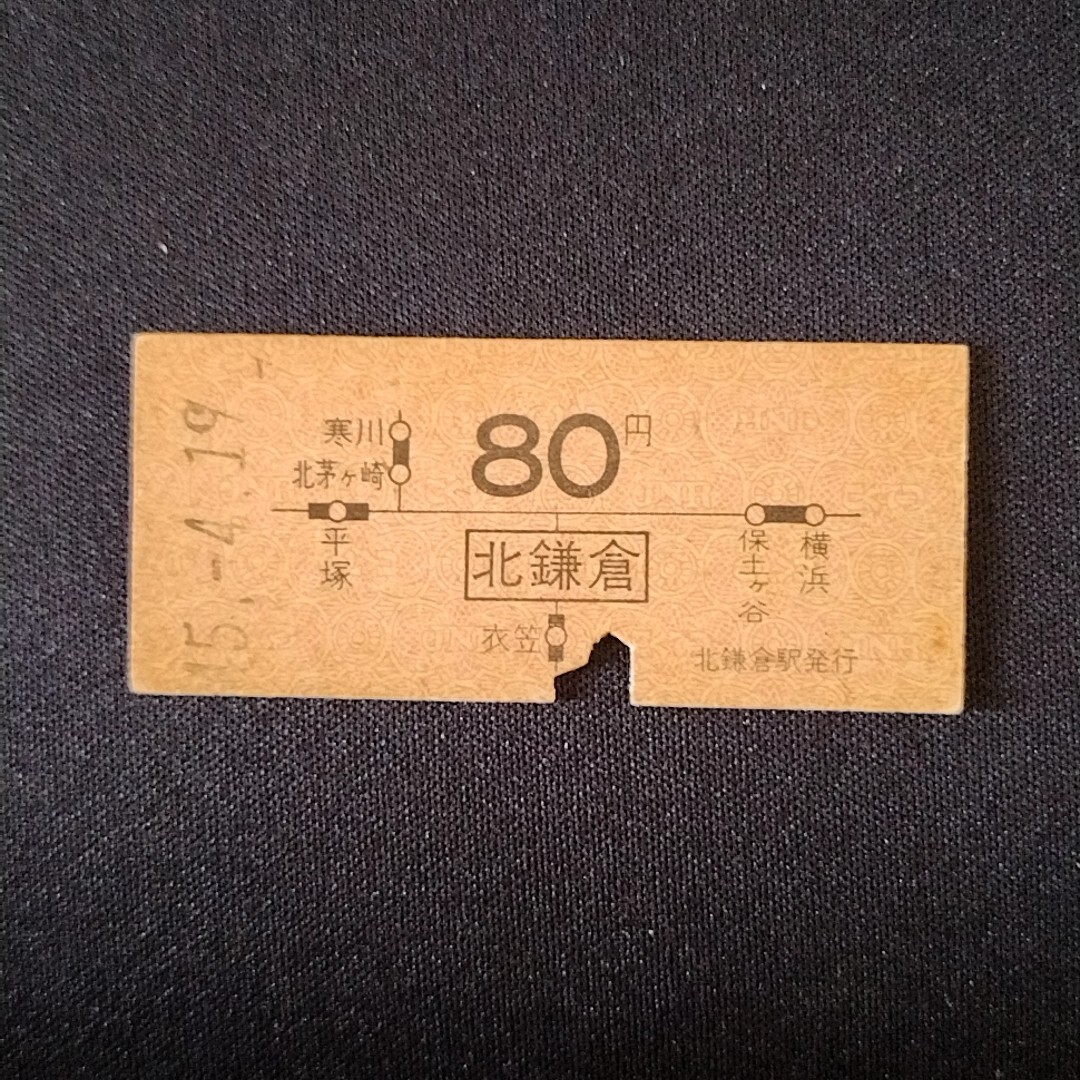 45.-4.19
寒川
北茅ヶ崎
80円
平塚
保土ヶ谷
横浜
北鎌倉
衣笠
北鎌倉駅発行